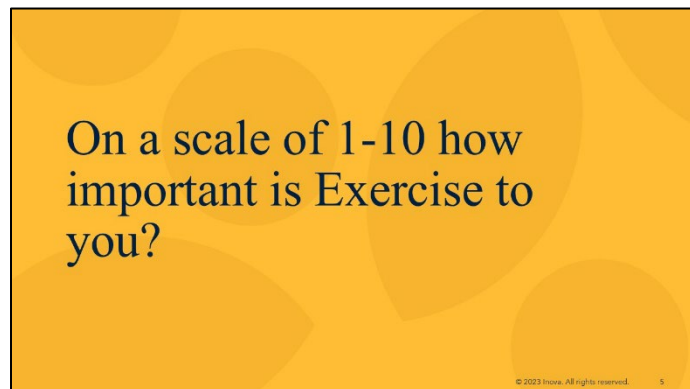 On a scale of 1-10 how
important is Exercise to
you?
© 2023 Inova. All rights reserved. 5